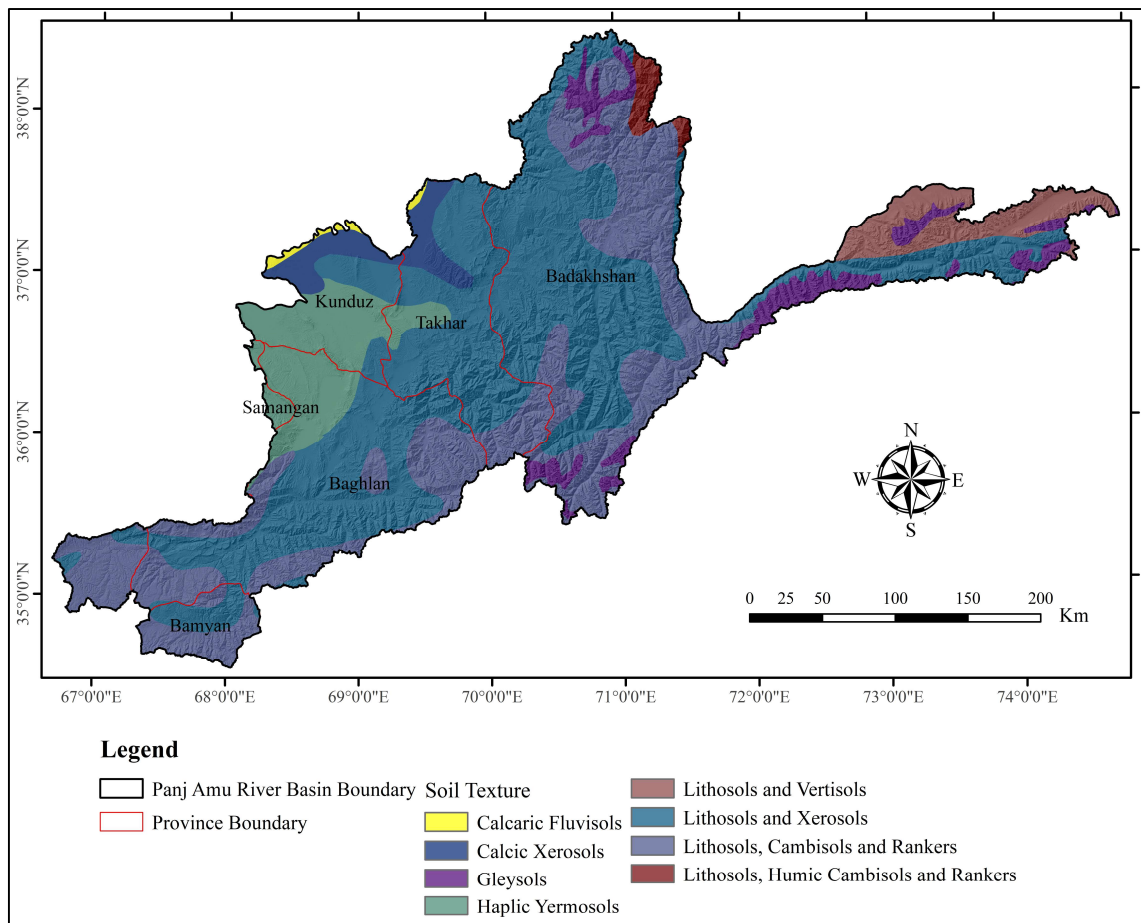 38°0'0"N
37°0'0"N
36°0'0"N
35°0'0"N
Badakhshan
Kunduz
Takhar
Samangan
Baghlan
Bamyan
N
W E
S
0 25 50 100 150 200
Km
67°0'0"E 68°0'0"E 69°0'0"E 70°0'0"E 71°0'0"E 72°0'0"E 73°0'0"E 74°0'0"E
Legend
Panj Amu River Basin Boundary
Province Boundary
Soil Texture
Calcaric Fluvisols
Calcic Xerosols
Gleysols
Haplic Yermosols
Lithosols and Vertisols
Lithosols and Xerosols
Lithosols, Cambisols and Rankers
Lithosols, Humic Cambisols and Rankers